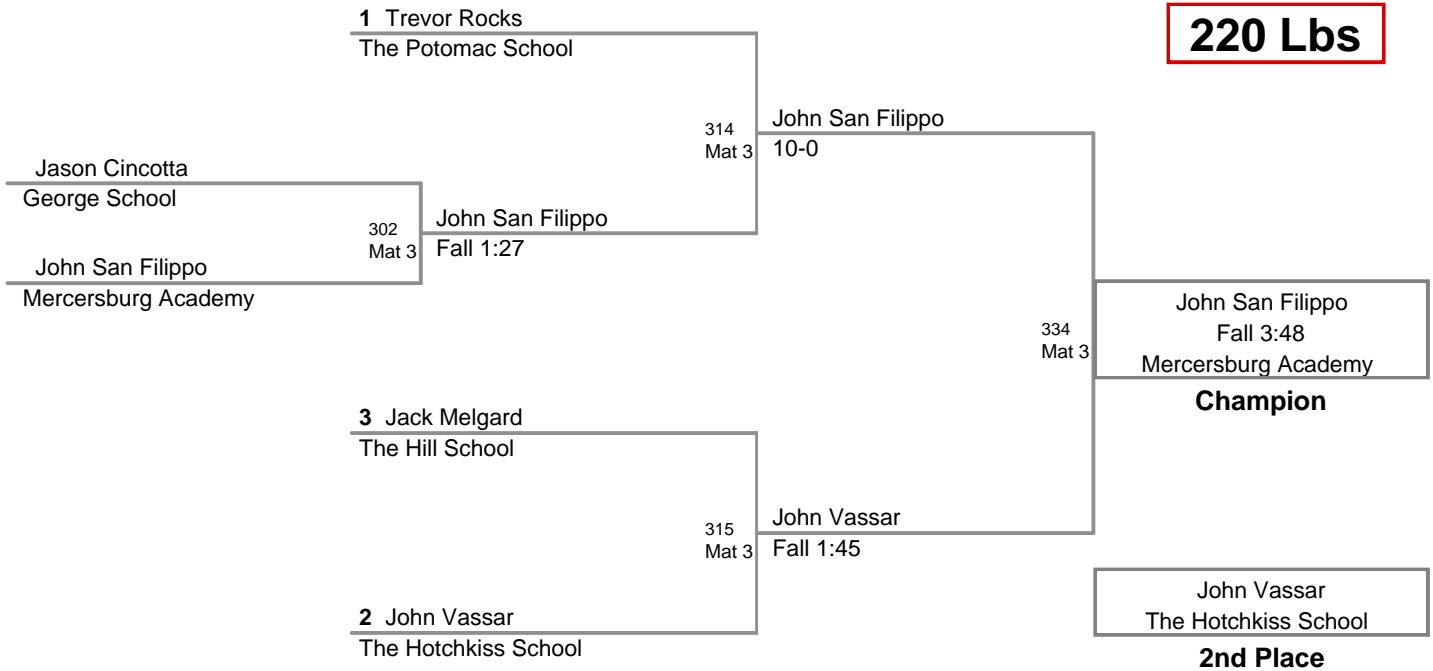 1 Trevor Rocks
The Potomac School
220 Lbs
314
Mat 3
John San Filippo
10-0
Jason Cincotta
George School
302
Mat 3
John San Filippo
Fall 1:27
John San Filippo
Mercersburg Academy
334
Mat 3
John San Filippo
Fall 3:48
Mercersburg Academy
Champion
3 Jack Melgard
The Hill School
315
Mat 3
John Vassar
Fall 1:45
2 John Vassar
The Hotchkiss School
John Vassar
The Hotchkiss School
2nd Place